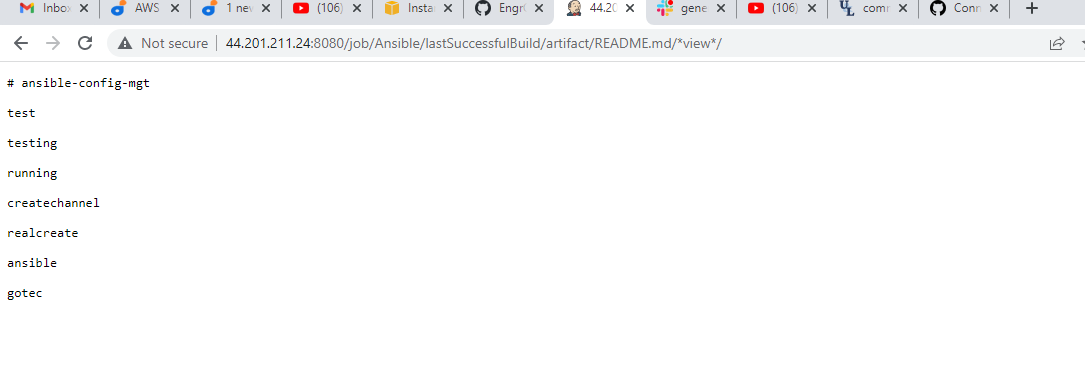 Inbox
AWS
1 new
(106)
Insta
Engr
44.20
gene
(106)
comm
Conn
Not secure
44.201.211.24:8080/job/Ansible/lastSuccessfulBuild/artifact/README.md/*view*/
# ansible-config-mgt
test
testing
running
createchannel
realcreate
ansible
gotec